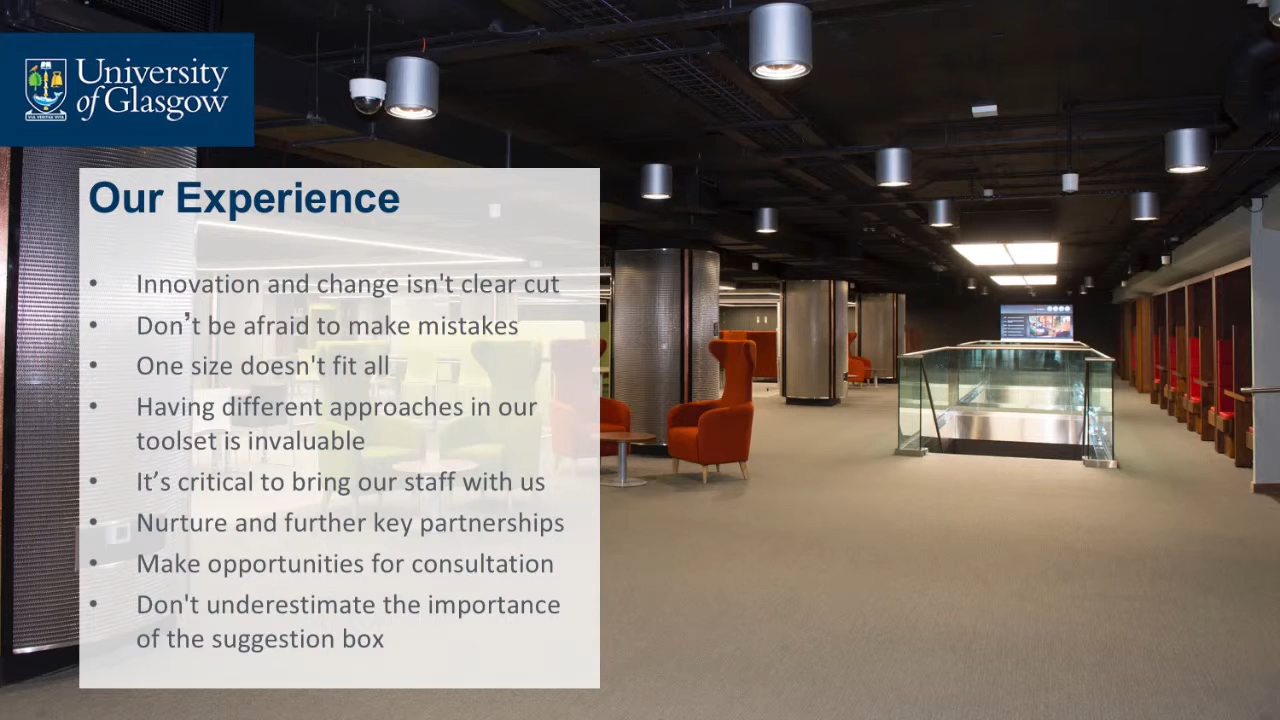 University
of Glasgow
Our Experience
• Innovation and change isn't clear cut
• Don’t be afraid to make mistakes
• One size doesn't fit all
• Having different approaches in our
toolset is invaluable
• It’s critical to bring our staff with us
• Nurture and further key partnerships
• Make opportunities for consultation
• Don't underestimate the importance
of the suggestion box